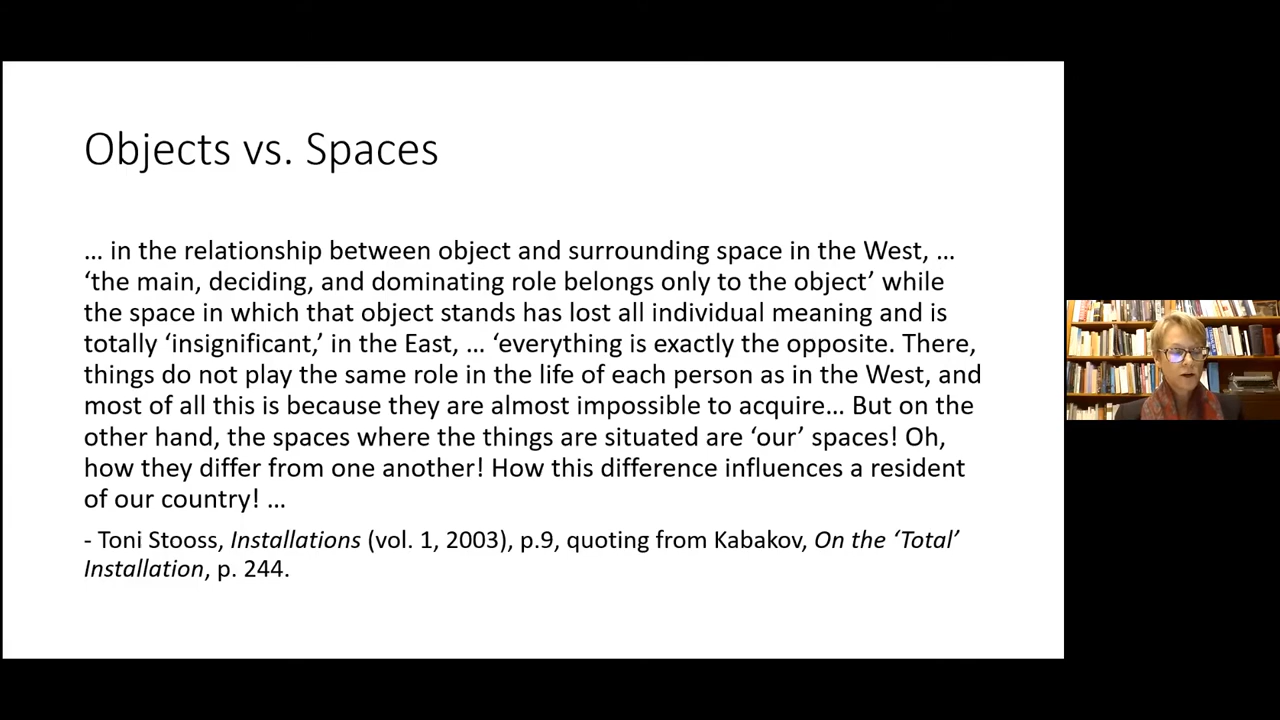 Objects vs. Spaces
… in the relationship between object and surrounding space in the West, …
‘the main, deciding, and dominating role belongs only to the object’ while
the space in which that object stands has lost all individual meaning and is
totally ‘insignificant,’ in the East, … ‘everything is exactly the opposite. There,
things do not play the same role in the life of each person as in the West, and
most of all this is because they are almost impossible to acquire… But on the
other hand, the spaces where the things are situated are ‘our’ spaces! Oh,
how they differ from one another! How this difference influences a resident
of our country! …
- Toni Stooss, Installations (vol. 1, 2003), p.9, quoting from Kabakov, On the ‘Total’
Installation, p. 244.